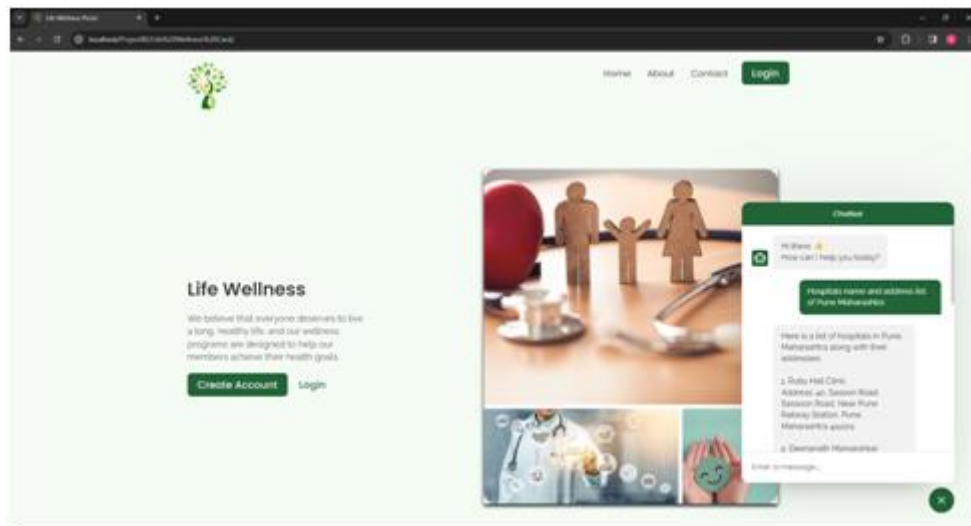 Life Wellness Portal
Home About Contact Login
Life Wellness
We believe that everyone deserves to live
a long, healthy life, and our wellness
programs are designed to help our
members achieve their health goals.
Create Account Login
Chatbot
Hi there 👋
How can I help you today?
Hospitals name and address list
of Pune Maharashtra
Here is a list of hospitals in Pune,
Maharashtra along with their
addresses:
1. Ruby Hall Clinic
Address: 40, Sassoon Road,
Sassoon Road, Near Pune
Railway Station, Pune,
Maharashtra
2. Deenanath Mangeshkar
Enter a message...